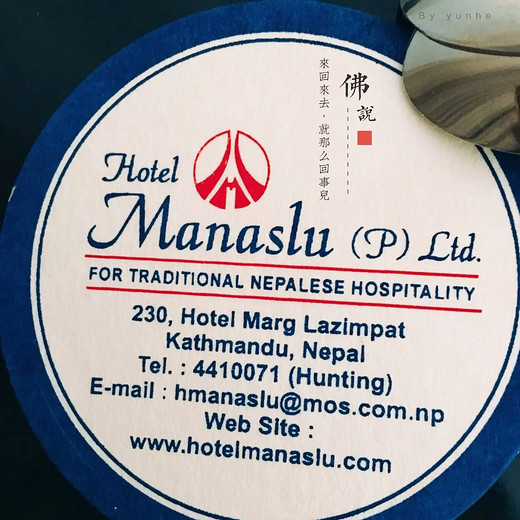 By yunhe
佛說
來回來去·就那么回事兒
Hotel
Manaslu (P) Ltd.
FOR TRADITIONAL NEPALESE HOSPITALITY
230, Hotel Marg Lazimpat
Kathmandu, Nepal
Tel. : 4410071 (Hunting)
E-mail : hmanaslu@mos.com.np
Web Site :
www.hotelmanaslu.com